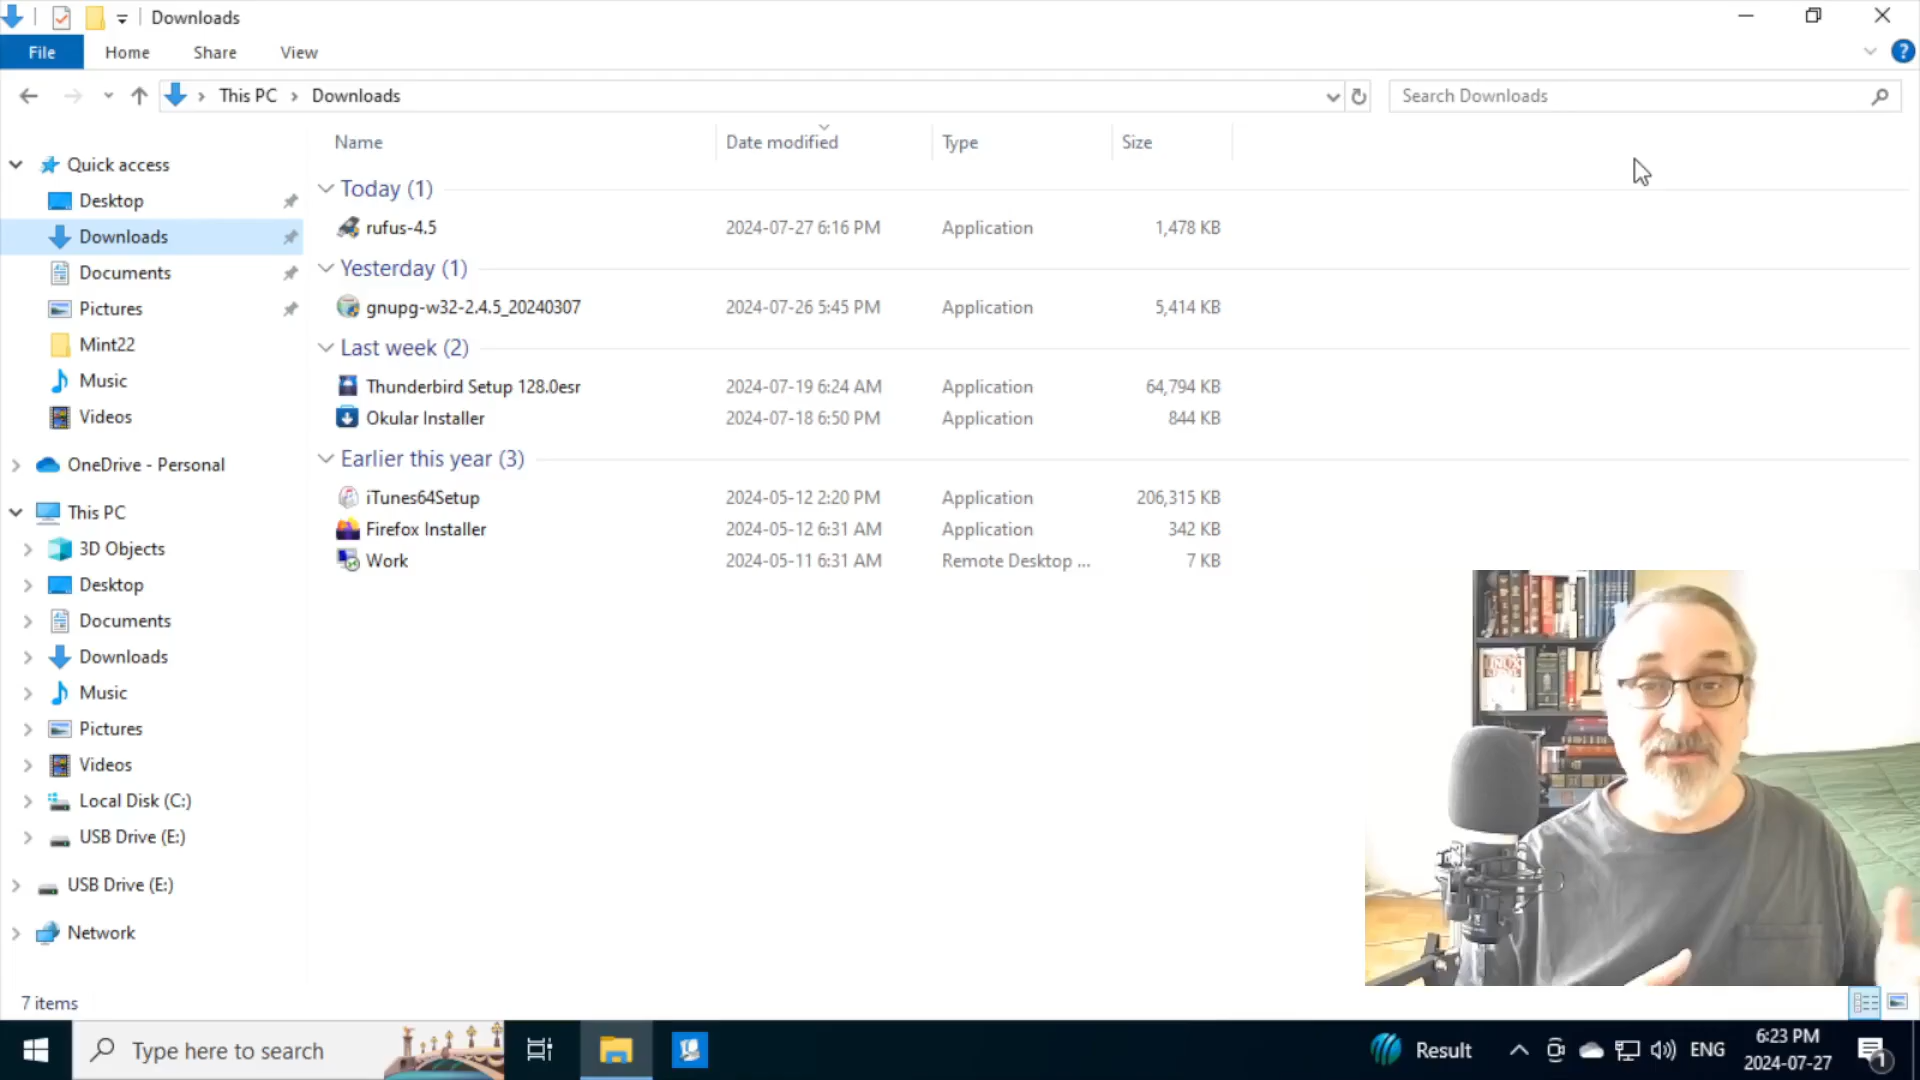 Downloads
File Home Share View
This PC Downloads
Search Downloads
Name Date modified Type Size
Quick access
Desktop
Downloads
Documents
Pictures
Mint22
Music
Videos
OneDrive - Personal
This PC
3D Objects
Desktop
Documents
Downloads
Music
Pictures
Videos
Local Disk (C:)
USB Drive (E:)
USB Drive (E:)
Network
Today (1)
rufus-4.5 2024-07-27 6:16 PM Application 1,478 KB
Yesterday (1)
gnupg-w32-2.4.5_20240307 2024-07-26 5:45 PM Application 5,414 KB
Last week (2)
Thunderbird Setup 128.0esr 2024-07-19 6:24 AM Application 64,794 KB
Okular Installer 2024-07-18 6:50 PM Application 844 KB
Earlier this year (3)
iTunes64Setup 2024-05-12 2:20 PM Application 206,315 KB
Firefox Installer 2024-05-12 6:31 AM Application 342 KB
Work 2024-05-11 6:31 AM Remote Desktop ... 7 KB
LINUX
7 items
Type here to search
Result
ENG
6:23 PM
2024-07-27
1